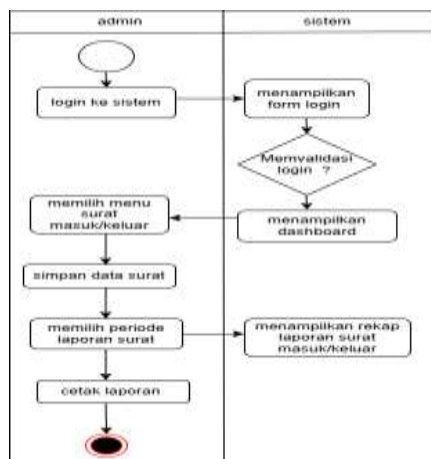 admin
sistem
login ke sistem
menampilkan
form login
Memvalidasi
login ?
menampilkan
dashboard
memilih menu
surat
masuk/keluar
simpan data surat
memilih periode
laporan surat
menampilkan rekap
laporan surat
masuk/keluar
cetak laporan